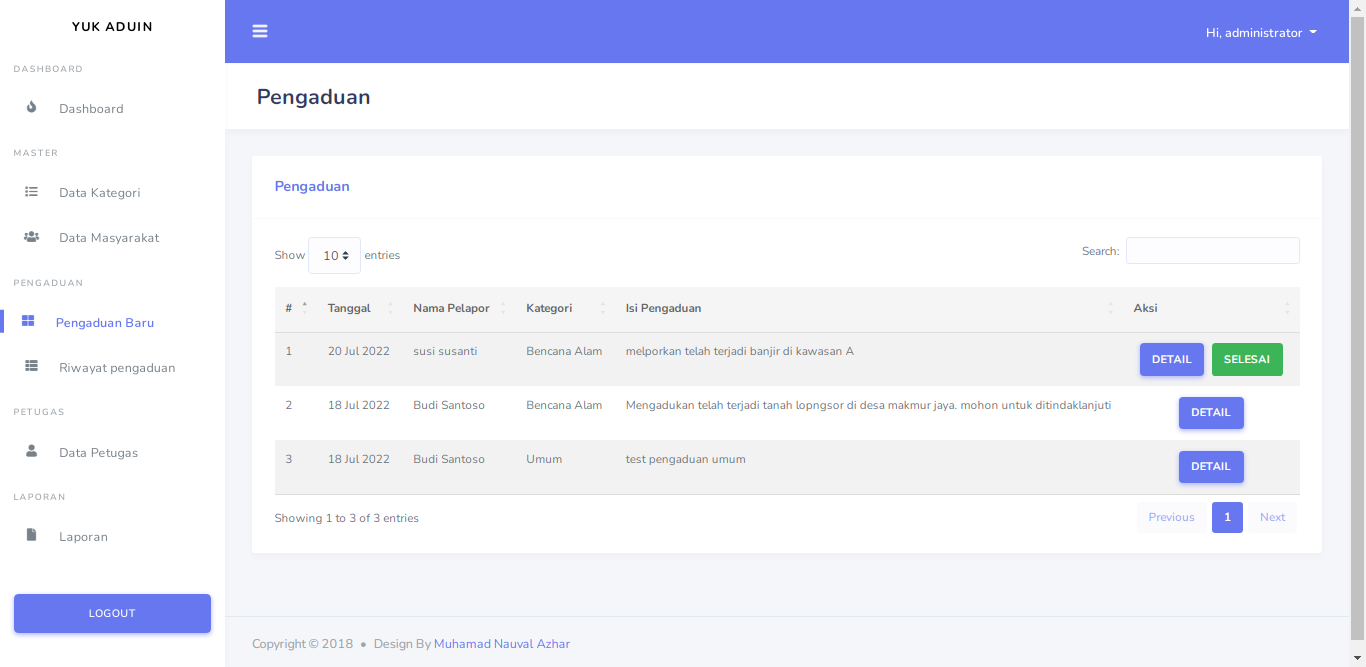 YUK ADUIN
Hi, administrator
DASHBOARD
Dashboard
MASTER
Data Kategori
Data Masyarakat
PENGADUAN
Pengaduan Baru
Riwayat pengaduan
PETUGAS
Data Petugas
LAPORAN
Laporan
LOGOUT
Pengaduan
Pengaduan
Show 10 entries
Search:
# Tanggal Nama Pelapor Kategori Isi Pengaduan Aksi
1 20 Jul 2022 susi susanti Bencana Alam melporkan telah terjadi banjir di kawasan A DETAIL SELESAI
2 18 Jul 2022 Budi Santoso Bencana Alam Mengadukan telah terjadi tanah lopngsor di desa makmur jaya. mohon untuk ditindaklanjuti DETAIL
3 18 Jul 2022 Budi Santoso Umum test pengaduan umum DETAIL
Showing 1 to 3 of 3 entries
Previous 1 Next
Copyright © 2018 • Design By Muhamad Nauval Azhar